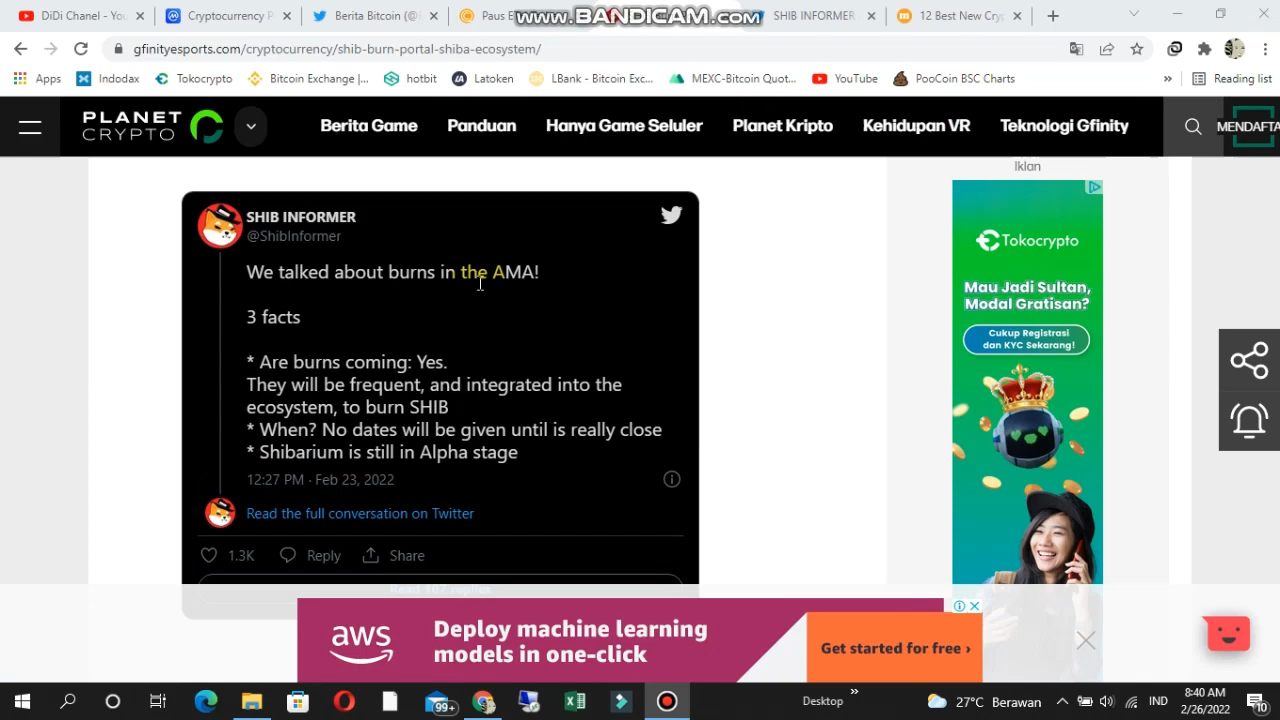 DiDi Chanel - You
Cryptocurrency P
Berita Bitcoin (@
Paus E
www.BANDICAM.com
SHIB INFORMER
12 Best New Cry
gfinityesports.com/cryptocurrency/shib-burn-portal-shiba-ecosystem/
Apps
Indodax
Tokocrypto
Bitcoin Exchange |...
hotbit
Latoken
LBank - Bitcoin Exc...
MEXC-Bitcoin Quot...
YouTube
PooCoin BSC Charts
»
Reading list
PLANET
CRYPTO
Berita Game
Panduan
Hanya Game Seluler
Planet Kripto
Kehidupan VR
Teknologi Gfinity
MENDAFTA
Iklan
SHIB INFORMER
@ShibInformer
We talked about burns in the AMA!
3 facts
* Are burns coming: Yes.
They will be frequent, and integrated into the
ecosystem, to burn SHIB
* When? No dates will be given until is really close
* Shibarium is still in Alpha stage
12:27 PM · Feb 23, 2022
Read the full conversation on Twitter
1.3K
Reply
Share
Read 107 replies
Tokocrypto
Mau Jadi Sultan,
Modal Gratisan?
Cukup Registrasi
dan KYC Sekarang!
aws
Deploy machine learning
models in one-click
Get started for free ›
99+
Desktop
»
27°C Berawan
IND
8:40 AM
2/26/2022
10